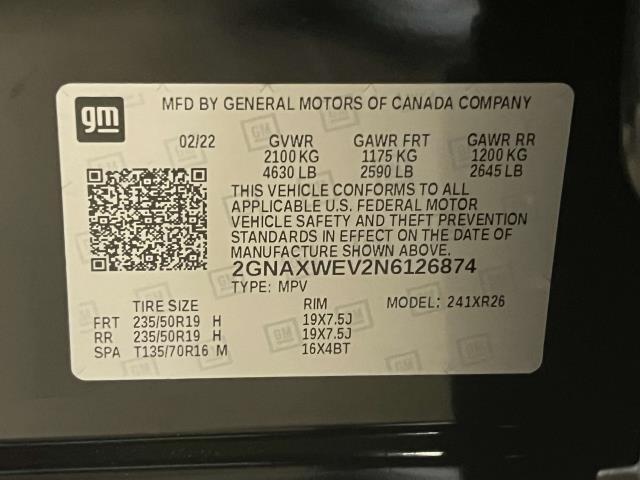 gm
MFD BY GENERAL MOTORS OF CANADA COMPANY
02/22 GVWR GAWR FRT GAWR RR
2100 KG 1175 KG 1200 KG
4630 LB 2590 LB 2645 LB
THIS VEHICLE CONFORMS TO ALL
APPLICABLE U.S. FEDERAL MOTOR
VEHICLE SAFETY AND THEFT PREVENTION
STANDARDS IN EFFECT ON THE DATE OF
MANUFACTURE SHOWN ABOVE.
2GNAXWEV2N6126874
TYPE: MPV
TIRE SIZE RIM MODEL: 241XR26
FRT 235/50R19 H 19X7.5J
RR 235/50R19 H 19X7.5J
SPA T135/70R16 M 16X4BT